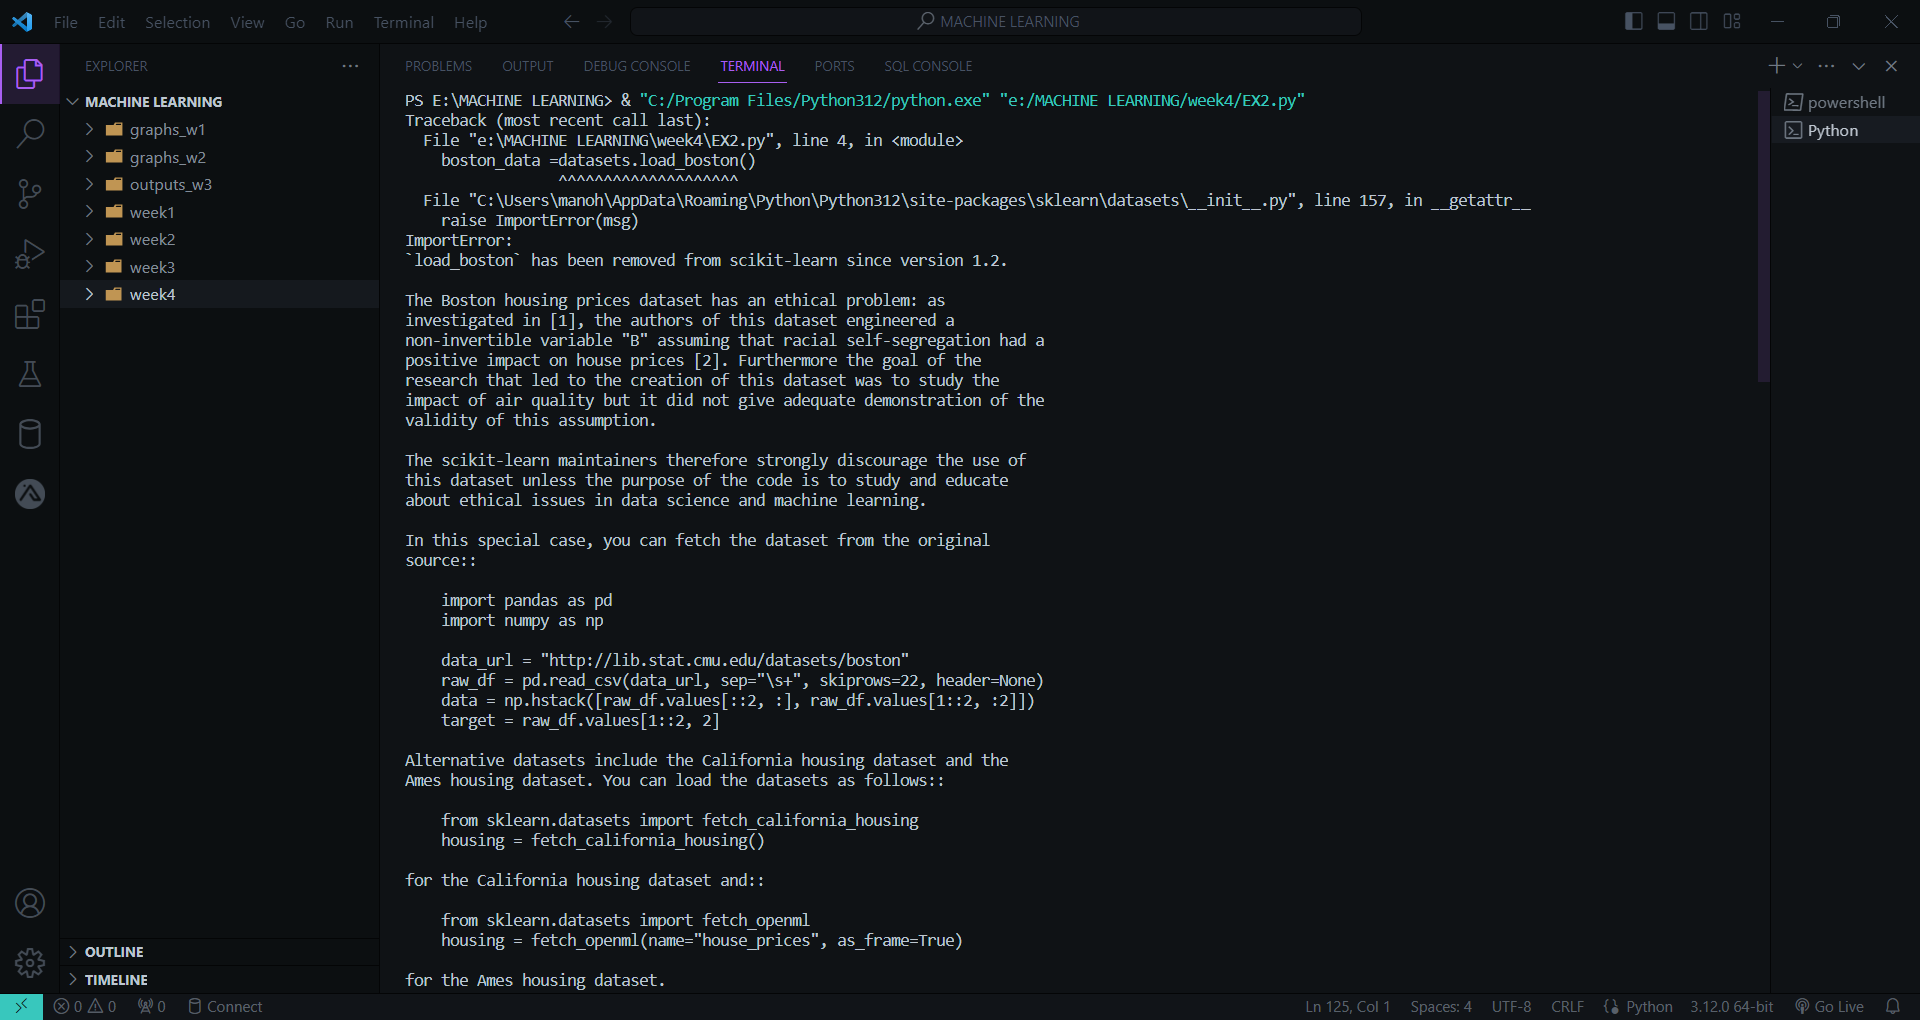 File Edit Selection View Go Run Terminal Help
MACHINE LEARNING
EXPLORER
MACHINE LEARNING
graphs_w1
graphs_w2
outputs_w3
week1
week2
week3
week4
OUTLINE
TIMELINE
PROBLEMS OUTPUT DEBUG CONSOLE TERMINAL PORTS SQL CONSOLE
PS E:\MACHINE LEARNING> & "C:/Program Files/Python312/python.exe" "e:/MACHINE LEARNING/week4/EX2.py"
Traceback (most recent call last):
  File "e:\MACHINE LEARNING\week4\EX2.py", line 4, in <module>
    boston_data =datasets.load_boston()
                 ^^^^^^^^^^^^^^^^^^^^
  File "C:\Users\manoh\AppData\Roaming\Python\Python312\site-packages\sklearn\datasets\__init__.py", line 157, in __getattr__
    raise ImportError(msg)
ImportError:
`load_boston` has been removed from scikit-learn since version 1.2.

The Boston housing prices dataset has an ethical problem: as
investigated in [1], the authors of this dataset engineered a
non-invertible variable "B" assuming that racial self-segregation had a
positive impact on house prices [2]. Furthermore the goal of the
research that led to the creation of this dataset was to study the
impact of air quality but it did not give adequate demonstration of the
validity of this assumption.

The scikit-learn maintainers therefore strongly discourage the use of
this dataset unless the purpose of the code is to study and educate
about ethical issues in data science and machine learning.

In this special case, you can fetch the dataset from the original
source::

    import pandas as pd
    import numpy as np

    data_url = "http://lib.stat.cmu.edu/datasets/boston"
    raw_df = pd.read_csv(data_url, sep="\s+", skiprows=22, header=None)
    data = np.hstack([raw_df.values[::2, :], raw_df.values[1::2, :2]])
    target = raw_df.values[1::2, 2]

Alternative datasets include the California housing dataset and the
Ames housing dataset. You can load the datasets as follows::

    from sklearn.datasets import fetch_california_housing
    housing = fetch_california_housing()

for the California housing dataset and::

    from sklearn.datasets import fetch_openml
    housing = fetch_openml(name="house_prices", as_frame=True)

for the Ames housing dataset.
powershell
Python
0 0 0 Connect
Ln 125, Col 1 Spaces: 4 UTF-8 CRLF Python 3.12.0 64-bit Go Live